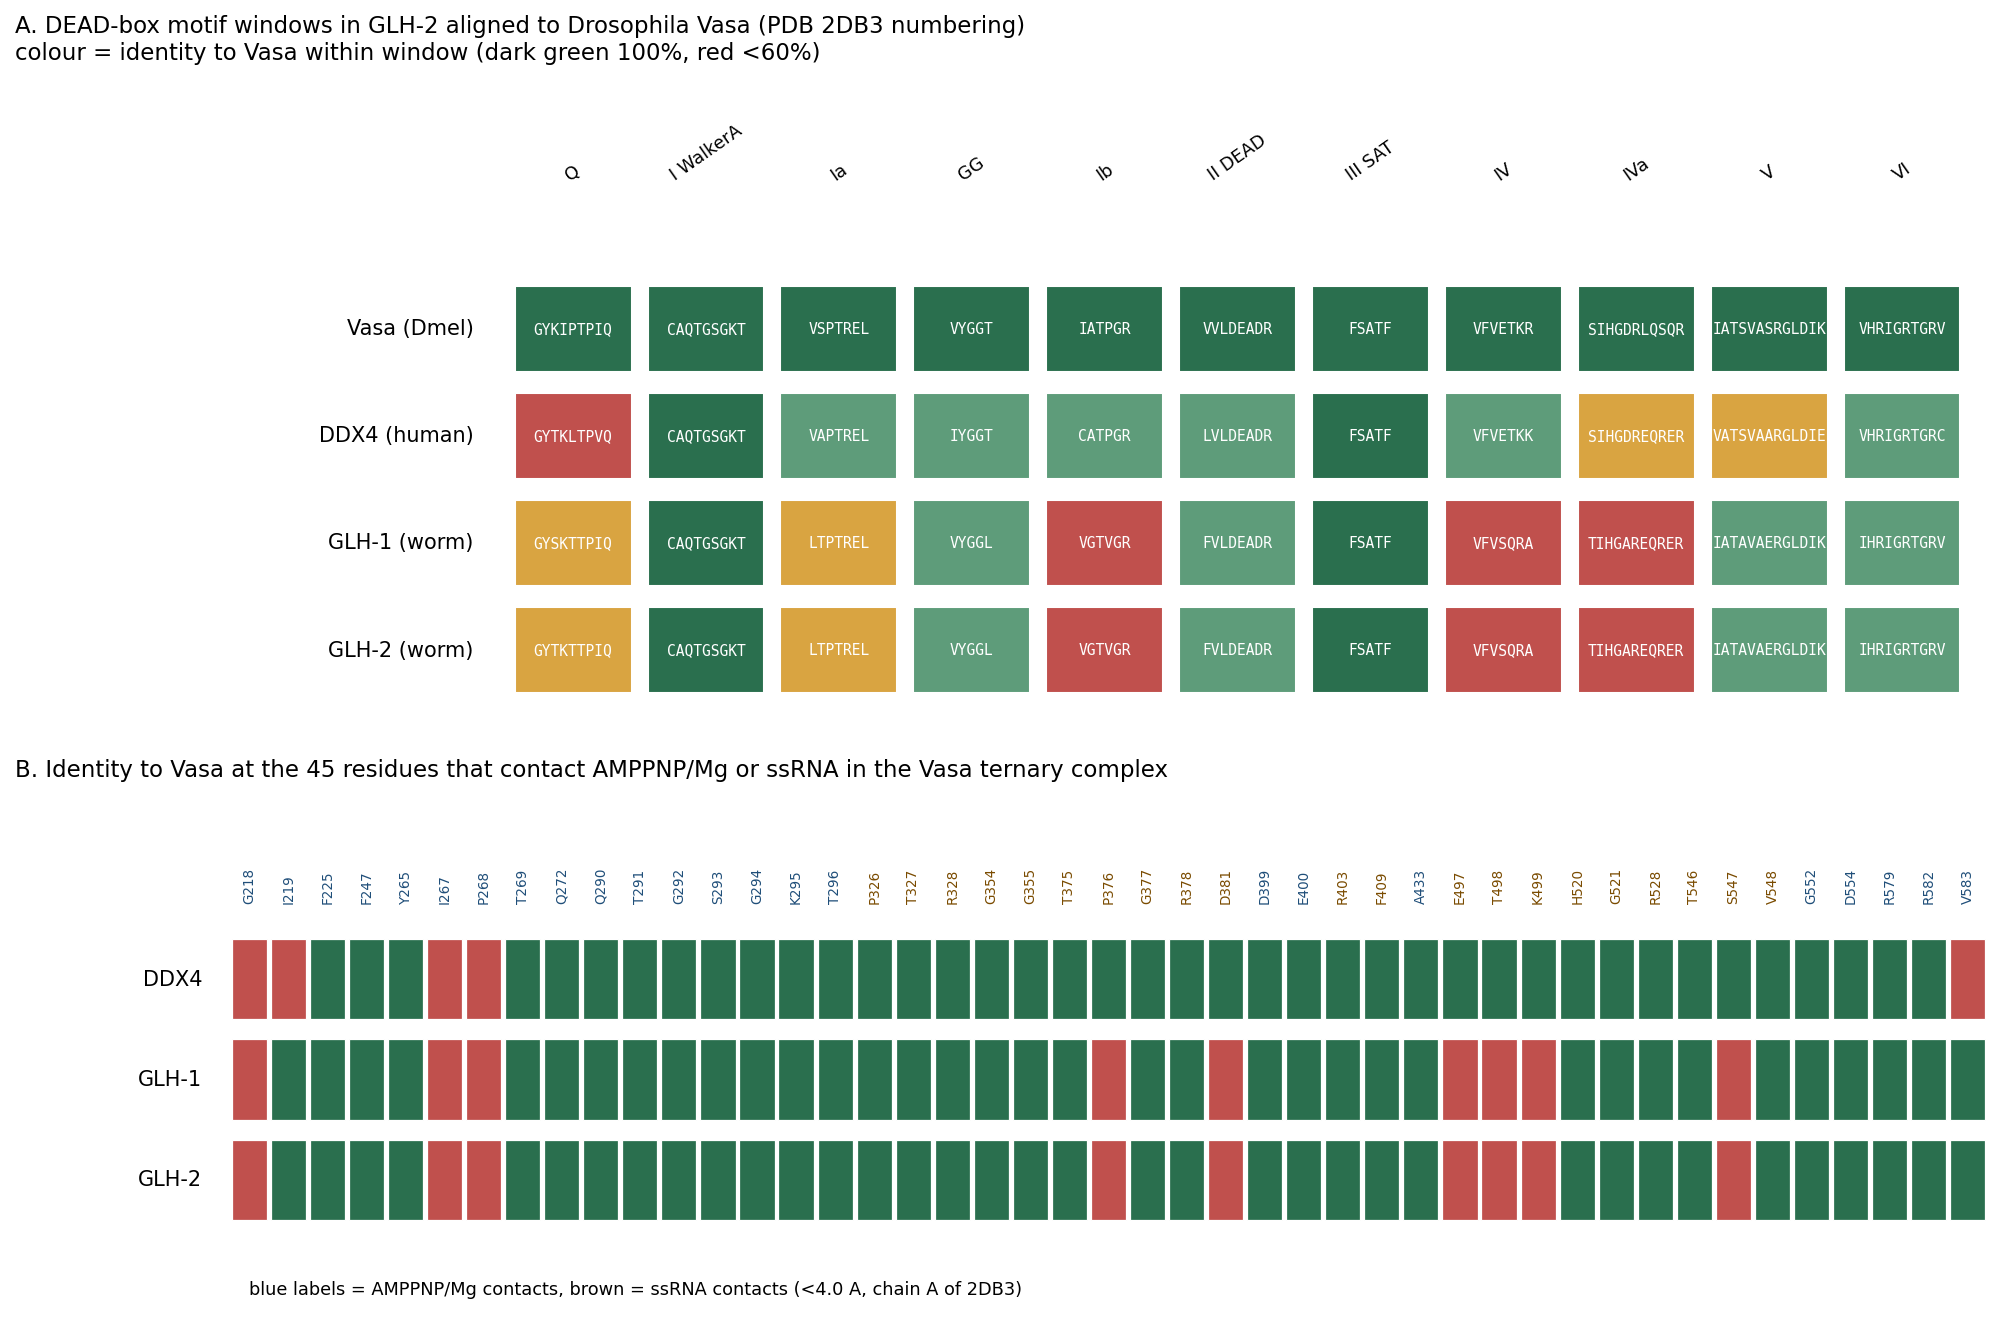 A. DEAD-box motif windows in GLH-2 aligned to Drosophila Vasa (PDB 2DB3 numbering)
colour = identity to Vasa within window (dark green 100%, red <60%)
Q I WalkerA Ia GG Ib II DEAD III SAT IV IVa V VI
Vasa (Dmel) GYKIPTPIQ CAQTGSGKT VSPTREL VYGGT IATPGR VVLDEADR FSATF VFVETKR SIHGDRLQSQR IATSVASRGLDIK VHRIGRTGRV
DDX4 (human) GYTKLTPVQ CAQTGSGKT VAPTREL IYGGT CATPGR LVLDEADR FSATF VFVETKK SIHGDREQRER VATSVAARGLDIE VHRIGRTGRC
GLH-1 (worm) GYSKTTPIQ CAQTGSGKT LTPTREL VYGGL VGTVGR FVLDEADR FSATF VFVSQRA TIHGAREQRER IATAVAERGLDIK IHRIGRTGRV
GLH-2 (worm) GYTKTTPIQ CAQTGSGKT LTPTREL VYGGL VGTVGR FVLDEADR FSATF VFVSQRA TIHGAREQRER IATAVAERGLDIK IHRIGRTGRV
B. Identity to Vasa at the 45 residues that contact AMPPNP/Mg or ssRNA in the Vasa ternary complex
G218 I219 F225 F247 Y265 I267 P268 T269 Q272 Q290 T291 G292 S293 G294 K295 T296 P326 T327 R328 G354 G355 T375 P376 G377 R378 D381 D399 E400 R403 F409 A433 E497 T498 K499 H520 G521 R528 T546 S547 V548 G552 D554 R579 R582 V583
DDX4
GLH-1
GLH-2
blue labels = AMPPNP/Mg contacts, brown = ssRNA contacts (<4.0 A, chain A of 2DB3)